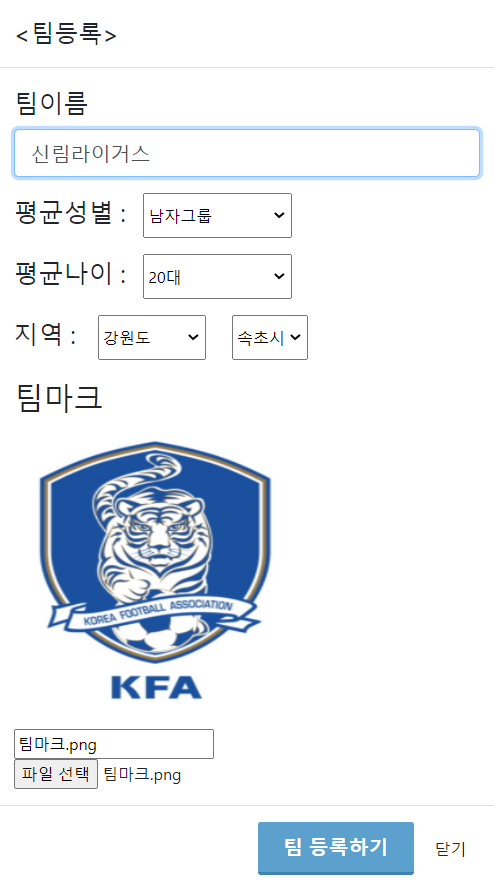 <팀등록>
팀이름
신림라이거스
평균성별 : 남자그룹
평균나이 : 20대
지역 : 강원도 속초시
팀마크
KOREA FOOTBALL ASSOCIATION
KFA
팀마크.png
파일 선택 팀마크.png
팀 등록하기 닫기